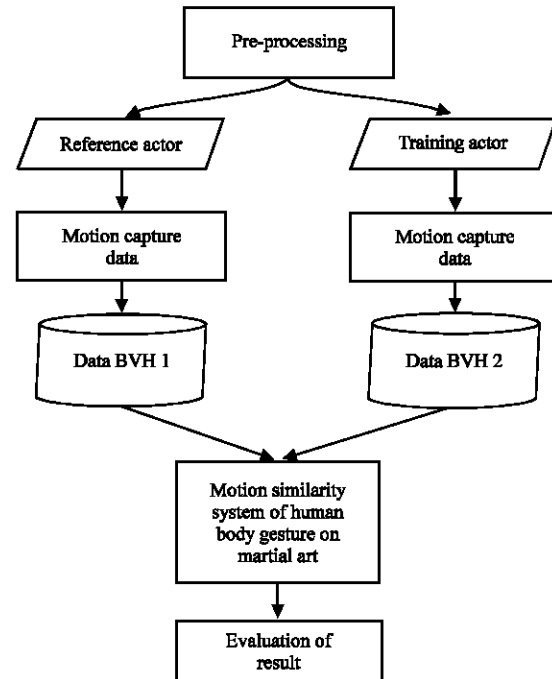 Pre-processing
Reference actor
Training actor
Motion capture
data
Motion capture
data
Data BVH 1
Data BVH 2
Motion similarity
system of human
body gesture on
martial art
Evaluation of
result